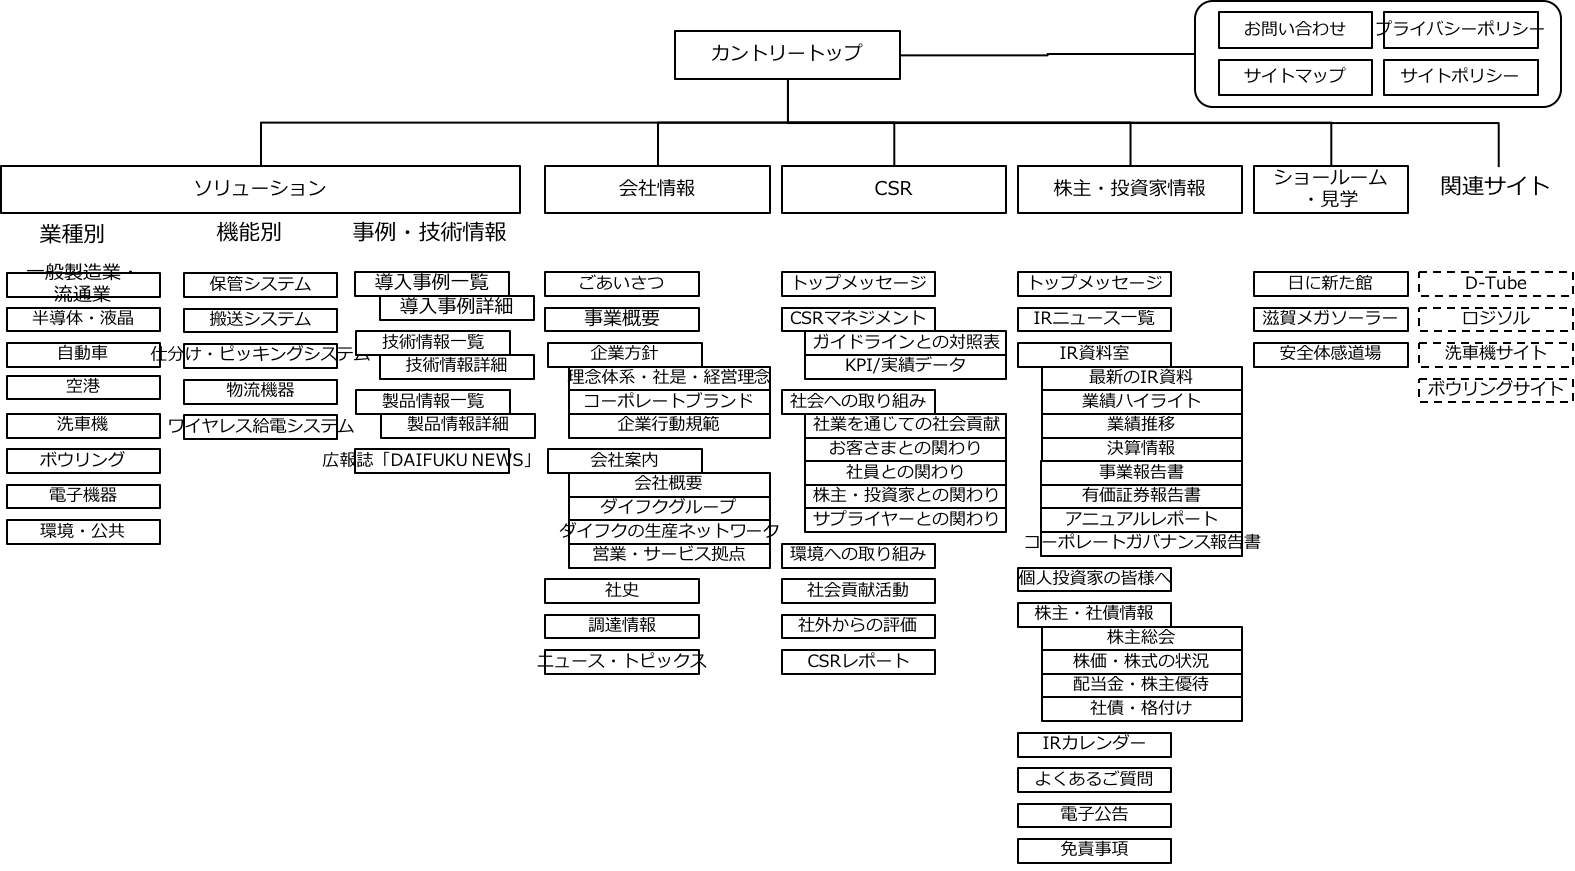 お問い合わせ
プライバシーポリシー
サイトマップ
サイトポリシー
カントリートップ
ソリューション
会社情報
CSR
株主・投資家情報
ショールーム
・見学
関連サイト
業種別
機能別
事例・技術情報
一般製造業・
流通業
半導体・液晶
自動車
空港
洗車機
ボウリング
電子機器
環境・公共
保管システム
搬送システム
仕分け・ピッキングシステム
物流機器
ワイヤレス給電システム
導入事例一覧
導入事例詳細
技術情報一覧
技術情報詳細
製品情報一覧
製品情報詳細
広報誌「DAIFUKU NEWS」
ごあいさつ
事業概要
企業方針
理念体系・社是・経営理念
コーポレートブランド
企業行動規範
会社案内
会社概要
ダイフクグループ
ダイフクの生産ネットワーク
営業・サービス拠点
社史
調達情報
ニュース・トピックス
トップメッセージ
CSRマネジメント
ガイドラインとの対照表
KPI/実績データ
社会への取り組み
社業を通じての社会貢献
お客さまとの関わり
社員との関わり
株主・投資家との関わり
サプライヤーとの関わり
環境への取り組み
社会貢献活動
社外からの評価
CSRレポート
トップメッセージ
IRニュース一覧
IR資料室
最新のIR資料
業績ハイライト
業績推移
決算情報
事業報告書
有価証券報告書
アニュアルレポート
コーポレートガバナンス報告書
個人投資家の皆様へ
株主・社債情報
株主総会
株価・株式の状況
配当金・株主優待
社債・格付け
IRカレンダー
よくあるご質問
電子公告
免責事項
日に新た館
滋賀メガソーラー
安全体感道場
D-Tube
ロジソル
洗車機サイト
ボウリングサイト